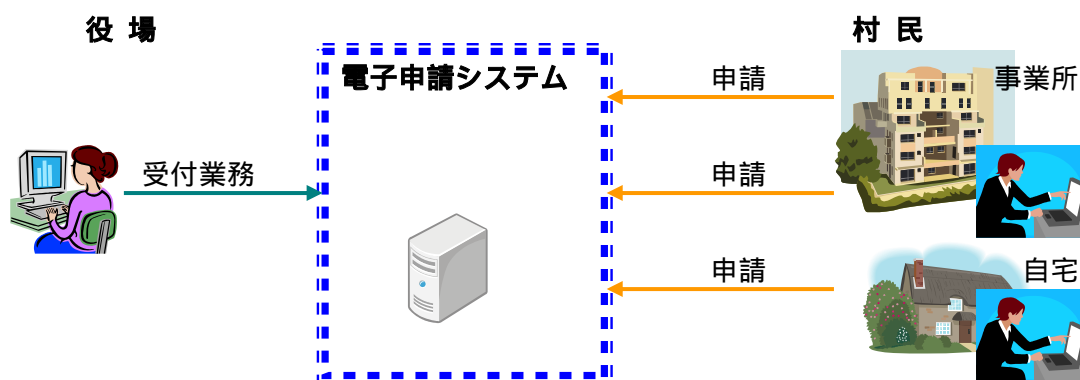 役 場
村 民
電子申請システム
申請
事業所
受付業務
申請
申請
自宅